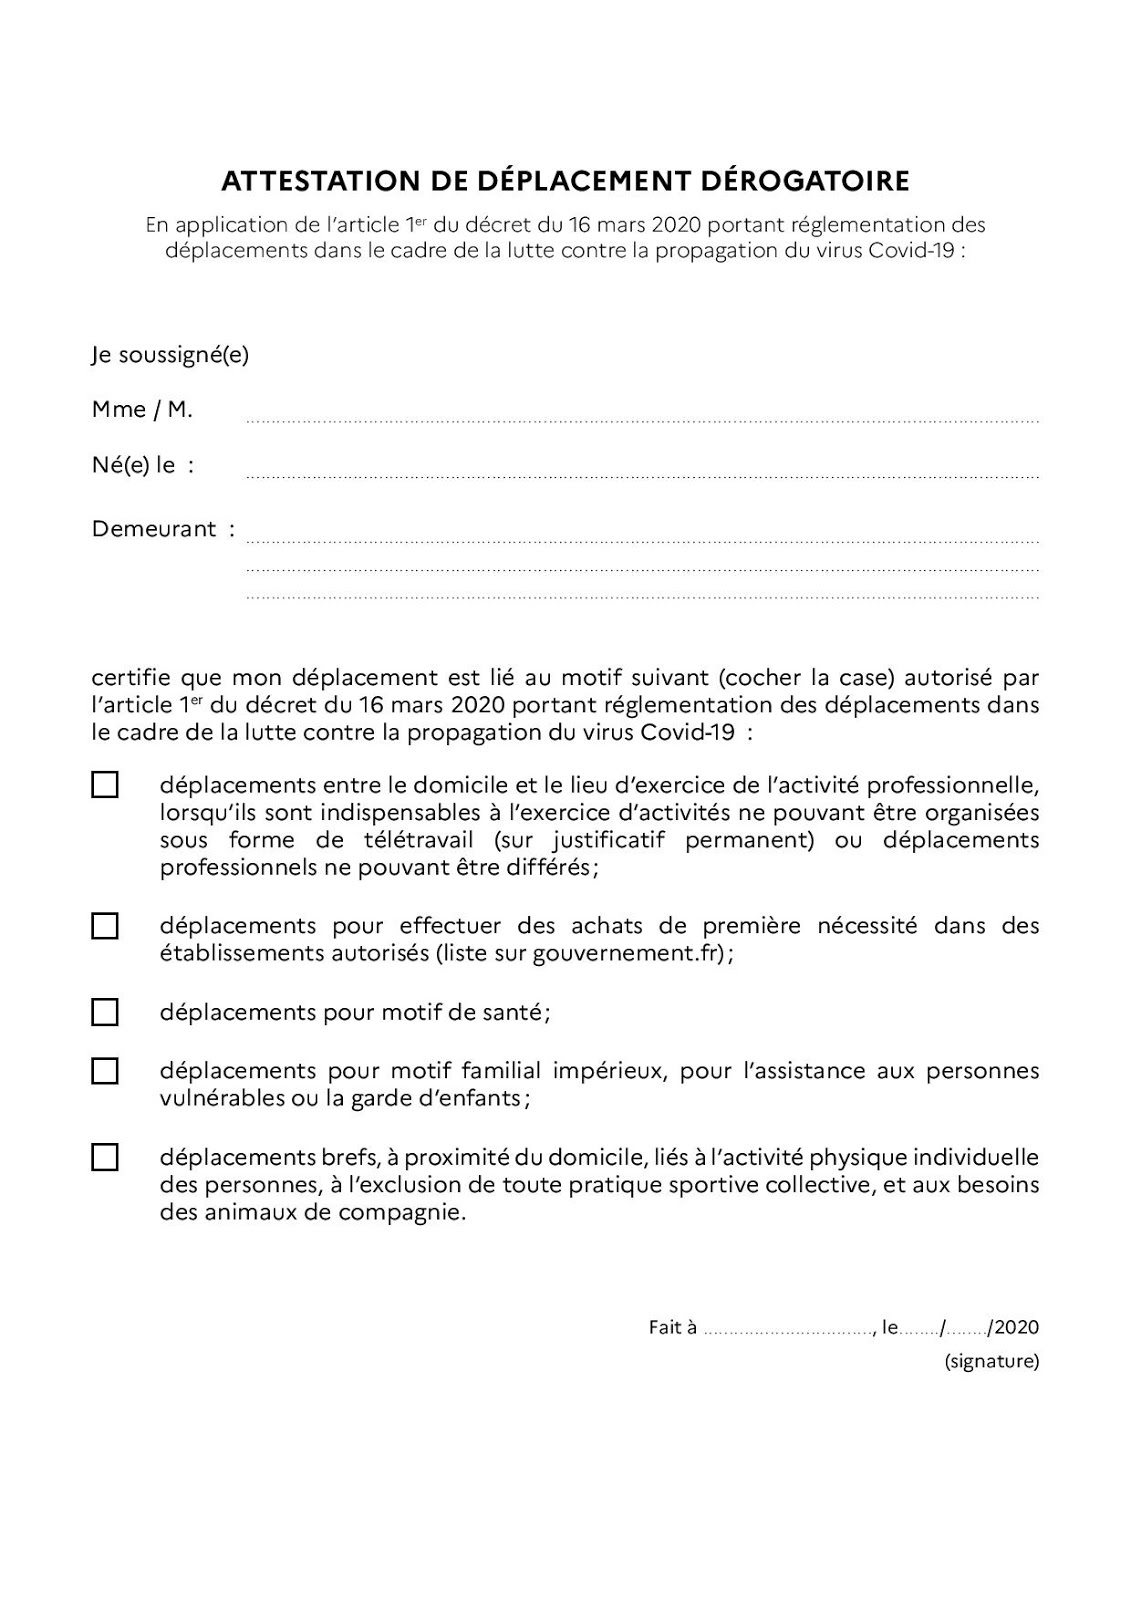 ATTESTATION DE DÉPLACEMENT DÉROGATOIRE
En application de l’article 1er du décret du 16 mars 2020 portant réglementation des
déplacements dans le cadre de la lutte contre la propagation du virus Covid-19 :
Je soussigné(e)
Mme / M.
Né(e) le :
Demeurant :
certifie que mon déplacement est lié au motif suivant (cocher la case) autorisé par
l’article 1er du décret du 16 mars 2020 portant réglementation des déplacements dans
le cadre de la lutte contre la propagation du virus Covid-19 :
déplacements entre le domicile et le lieu d’exercice de l’activité professionnelle,
lorsqu’ils sont indispensables à l’exercice d’activités ne pouvant être organisées
sous forme de télétravail (sur justificatif permanent) ou déplacements
professionnels ne pouvant être différés ;
déplacements pour effectuer des achats de première nécessité dans des
établissements autorisés (liste sur gouvernement.fr) ;
déplacements pour motif de santé ;
déplacements pour motif familial impérieux, pour l’assistance aux personnes
vulnérables ou la garde d’enfants ;
déplacements brefs, à proximité du domicile, liés à l’activité physique individuelle
des personnes, à l’exclusion de toute pratique sportive collective, et aux besoins
des animaux de compagnie.
Fait à ................................., le......../......../2020
(signature)